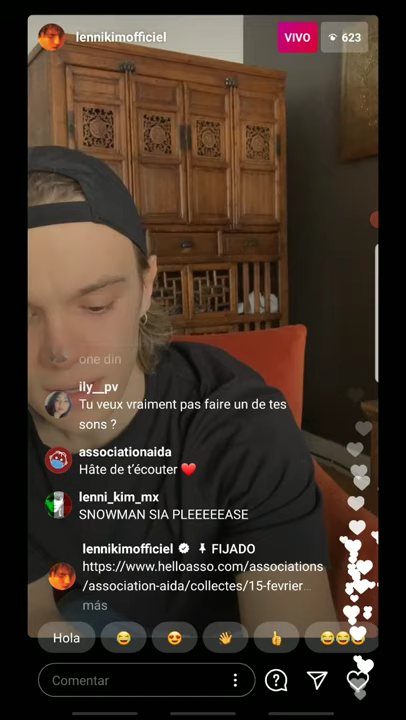 lennikimofficiel
VIVO
623
one din
ily__pv
Tu veux vraiment pas faire un de tes
sons ?
associationaida
Hâte de t’écouter ❤️
lenni_kim_mx
SNOWMAN SIA PLEEEEEASE
lennikimofficiel FIJADO
https://www.helloasso.com/associations
/association-aida/collectes/15-fevrier...
más
Hola 😂 😍 👋 👍 😂😂😂
Comentar